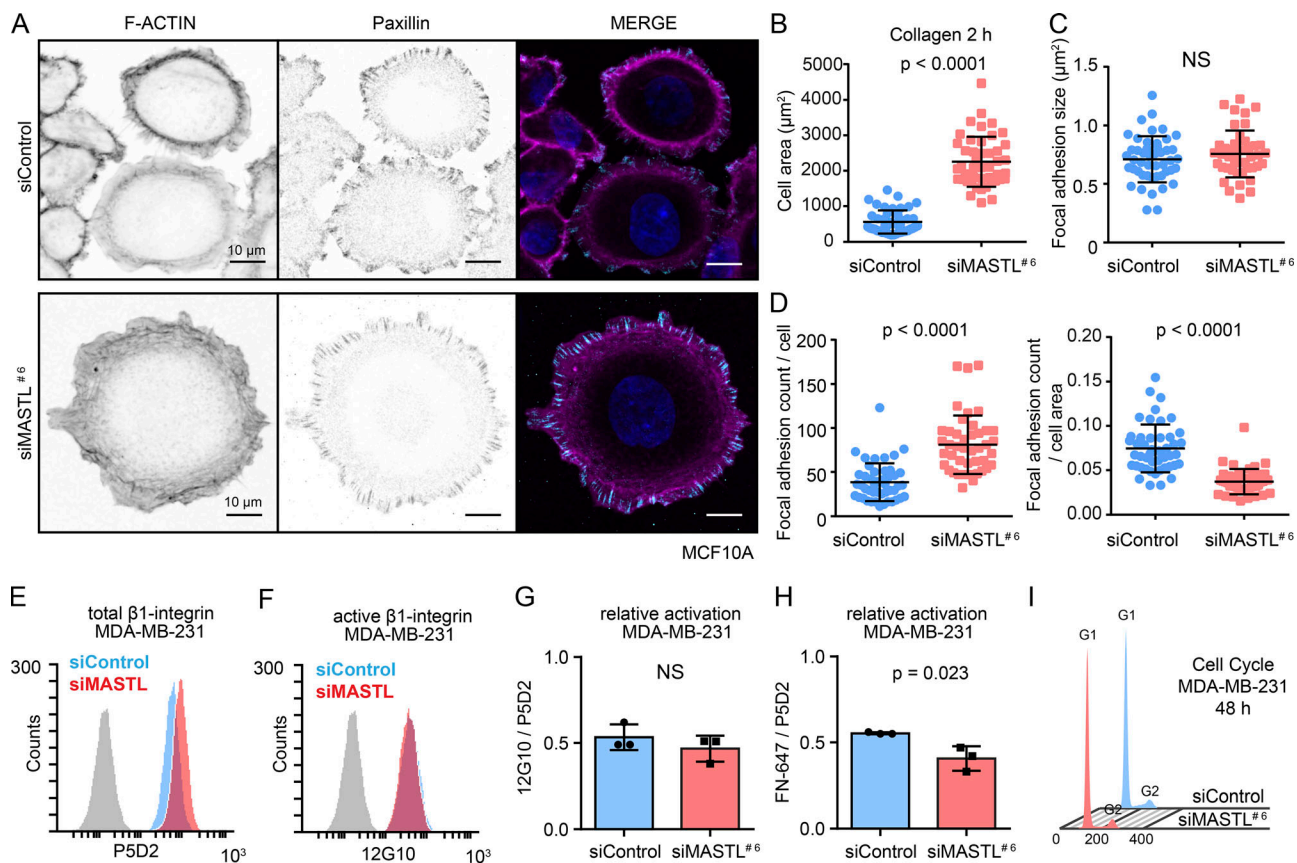 A
F-ACTIN
Paxillin
MERGE
siControl
10 µm
siMASTL#6
10 µm
MCF10A
B
Collagen 2 h
p < 0.0001
Cell area (µm²)
5000
4000
3000
2000
1000
0
siControl
siMASTL#6
C
NS
Focal adhesion size (µm²)
1.5
1.0
0.5
0.0
siControl
siMASTL#6
D
p < 0.0001
Focal adhesion count / cell
200
150
100
50
0
siControl
siMASTL#6
p < 0.0001
Focal adhesion count
/ cell area
0.20
0.15
0.10
0.05
0.00
siControl
siMASTL#6
E
total β1-integrin
MDA-MB-231
300
siControl
siMASTL
Counts
P5D2
10³
F
active β1-integrin
MDA-MB-231
300
siControl
siMASTL
Counts
12G10
10³
G
relative activation
MDA-MB-231
NS
12G10 / P5D2
1.0
0.5
0.0
siControl
siMASTL#6
H
relative activation
MDA-MB-231
p = 0.023
FN-647 / P5D2
1.0
0.5
0.0
siControl
siMASTL#6
I
G1
G1
Cell Cycle
MDA-MB-231
48 h
G2
G2
siControl
siMASTL#6
0
200
400